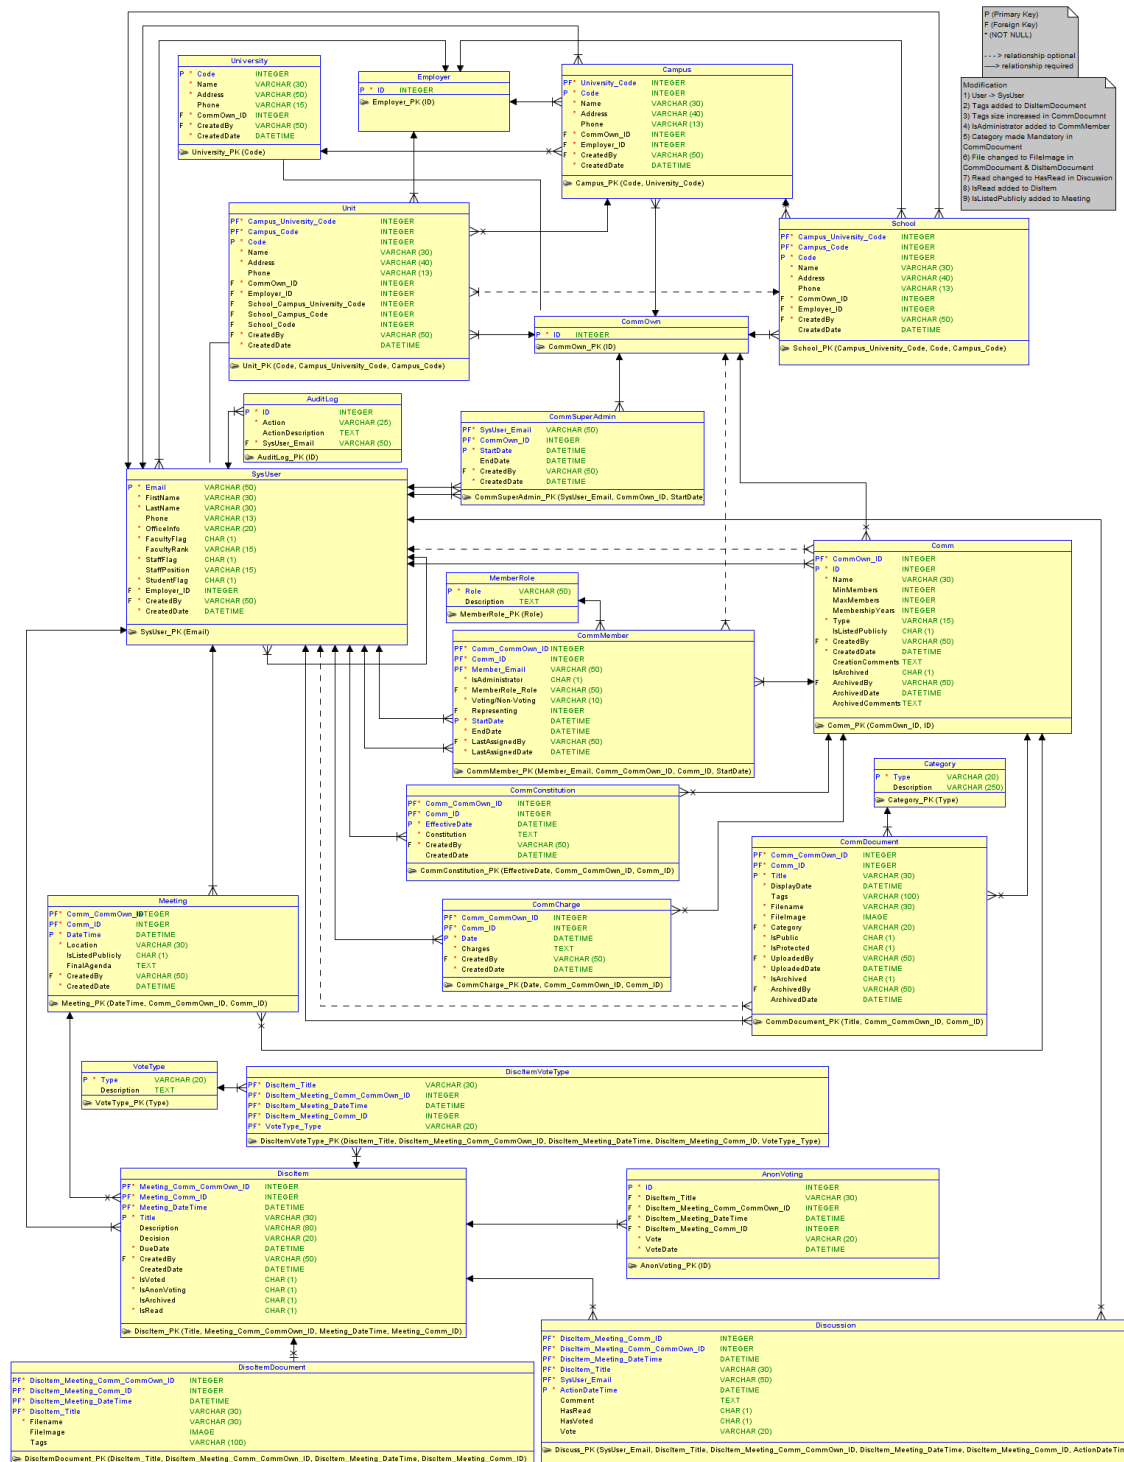 P (Primary Key)
F (Foreign Key)
* (NOT NULL)
- - - > relationship optional
----> relationship required
Modification
1) User -> SysUser
2) Tags added to DisItemDocument
3) Tags size increased in CommDocumnt
4) IsAdministrator added to CommMember
5) Category made Mandatory in
CommDocument
6) File changed to FileImage in
CommDocument & DisItemDocument
7) Read changed to HasRead in Discussion
8) IsRead added to DisItem
9) IsListedPublicly added to Meeting
University
P * Code INTEGER
* Name VARCHAR (30)
* Address VARCHAR (50)
Phone VARCHAR (15)
F * CommOwn_ID INTEGER
F * CreatedBy VARCHAR (50)
* CreatedDate DATETIME
University_PK (Code)
Employer
P * ID INTEGER
Employer_PK (ID)
Campus
PF* University_Code INTEGER
P * Code INTEGER
* Name VARCHAR (30)
* Address VARCHAR (40)
Phone VARCHAR (13)
F * CommOwn_ID INTEGER
F * Employer_ID INTEGER
F * CreatedBy VARCHAR (50)
* CreatedDate DATETIME
Campus_PK (Code, University_Code)
Unit
PF* Campus_University_Code INTEGER
PF* Campus_Code INTEGER
P * Code INTEGER
* Name VARCHAR (30)
* Address VARCHAR (40)
Phone VARCHAR (13)
F * CommOwn_ID INTEGER
F * Employer_ID INTEGER
F School_Campus_University_Code INTEGER
F School_Campus_Code INTEGER
F School_Code INTEGER
F * CreatedBy VARCHAR (50)
* CreatedDate DATETIME
Unit_PK (Code, Campus_University_Code, Campus_Code)
School
PF* Campus_University_Code INTEGER
PF* Campus_Code INTEGER
P * Code INTEGER
* Name VARCHAR (30)
* Address VARCHAR (40)
Phone VARCHAR (13)
F * CommOwn_ID INTEGER
F * Employer_ID INTEGER
F * CreatedBy VARCHAR (50)
CreatedDate DATETIME
School_PK (Campus_University_Code, Code, Campus_Code)
CommOwn
P * ID INTEGER
CommOwn_PK (ID)
AuditLog
P * ID INTEGER
* Action VARCHAR (25)
ActionDescription TEXT
F * SysUser_Email VARCHAR (50)
AuditLog_PK (ID)
CommSuperAdmin
PF* SysUser_Email VARCHAR (50)
PF* CommOwn_ID INTEGER
P * StartDate DATETIME
EndDate DATETIME
F * CreatedBy VARCHAR (50)
* CreatedDate DATETIME
CommSuperAdmin_PK (SysUser_Email, CommOwn_ID, StartDate)
SysUser
P * Email VARCHAR (50)
* FirstName VARCHAR (30)
* LastName VARCHAR (30)
Phone VARCHAR (13)
* OfficeInfo VARCHAR (20)
* FacultyFlag CHAR (1)
FacultyRank VARCHAR (15)
* StaffFlag CHAR (1)
StaffPosition VARCHAR (15)
* StudentFlag CHAR (1)
F * Employer_ID INTEGER
F * CreatedBy VARCHAR (50)
* CreatedDate DATETIME
SysUser_PK (Email)
Comm
PF* CommOwn_ID INTEGER
P * ID INTEGER
* Name VARCHAR (30)
MinMembers INTEGER
MaxMembers INTEGER
MembershipYears INTEGER
* Type VARCHAR (15)
IsListedPublicly CHAR (1)
F * CreatedBy VARCHAR (50)
* CreatedDate DATETIME
CreationComments TEXT
IsArchived CHAR (1)
F ArchivedBy VARCHAR (50)
ArchivedDate DATETIME
ArchivedComments TEXT
Comm_PK (CommOwn_ID, ID)
MemberRole
P * Role VARCHAR (50)
Description TEXT
MemberRole_PK (Role)
CommMember
PF* Comm_CommOwn_ID INTEGER
PF* Comm_ID INTEGER
PF* Member_Email VARCHAR (50)
* IsAdministrator CHAR (1)
F * MemberRole_Role VARCHAR (50)
* Voting/Non-Voting VARCHAR (10)
F Representing INTEGER
P * StartDate DATETIME
* EndDate DATETIME
F * LastAssignedBy VARCHAR (50)
* LastAssignedDate DATETIME
CommMember_PK (Member_Email, Comm_CommOwn_ID, Comm_ID, StartDate)
Category
P * Type VARCHAR (20)
Description VARCHAR (250)
Category_PK (Type)
CommConstitution
PF* Comm_CommOwn_ID INTEGER
PF* Comm_ID INTEGER
P * EffectiveDate DATETIME
* Constitution TEXT
F * CreatedBy VARCHAR (50)
CreatedDate DATETIME
CommConstitution_PK (EffectiveDate, Comm_CommOwn_ID, Comm_ID)
CommDocument
PF* Comm_CommOwn_ID INTEGER
PF* Comm_ID INTEGER
P * Title VARCHAR (30)
* DisplayDate DATETIME
Tags VARCHAR (100)
* Filename VARCHAR (30)
* FileImage IMAGE
F * Category VARCHAR (20)
* IsPublic CHAR (1)
* IsProtected CHAR (1)
F * UploadedBy VARCHAR (50)
* UploadedDate DATETIME
* IsArchived CHAR (1)
F ArchivedBy VARCHAR (50)
ArchivedDate DATETIME
CommDocument_PK (Title, Comm_CommOwn_ID, Comm_ID)
Meeting
PF* Comm_CommOwn_ID INTEGER
PF* Comm_ID INTEGER
P * DateTime DATETIME
* Location VARCHAR (30)
IsListedPublicly CHAR (1)
FinalAgenda TEXT
F * CreatedBy VARCHAR (50)
* CreatedDate DATETIME
Meeting_PK (DateTime, Comm_CommOwn_ID, Comm_ID)
CommCharge
PF* Comm_CommOwn_ID INTEGER
PF* Comm_ID INTEGER
P * Date DATETIME
* Charges TEXT
F * CreatedBy VARCHAR (50)
* CreatedDate DATETIME
CommCharge_PK (Date, Comm_CommOwn_ID, Comm_ID)
VoteType
P * Type VARCHAR (20)
Description TEXT
VoteType_PK (Type)
DiscItemVoteType
PF* DiscItem_Title VARCHAR (30)
PF* DiscItem_Meeting_Comm_CommOwn_ID INTEGER
PF* DiscItem_Meeting_DateTime DATETIME
PF* DiscItem_Meeting_Comm_ID INTEGER
PF* VoteType_Type VARCHAR (20)
DiscItemVoteType_PK (DiscItem_Title, DiscItem_Meeting_Comm_CommOwn_ID, DiscItem_Meeting_DateTime, DiscItem_Meeting_Comm_ID, VoteType_Type)
DiscItem
PF* Meeting_Comm_CommOwn_ID INTEGER
PF* Meeting_Comm_ID INTEGER
PF* Meeting_DateTime DATETIME
P * Title VARCHAR (30)
Description VARCHAR (80)
Decision VARCHAR (20)
* DueDate DATETIME
F * CreatedBy VARCHAR (50)
CreatedDate DATETIME
* IsVoted CHAR (1)
* IsAnonVoting CHAR (1)
* IsArchived CHAR (1)
* IsRead CHAR (1)
DiscItem_PK (Title, Meeting_Comm_CommOwn_ID, Meeting_DateTime, Meeting_Comm_ID)
AnonVoting
P * ID INTEGER
F * DiscItem_Title VARCHAR (30)
F * DiscItem_Meeting_Comm_CommOwn_ID INTEGER
F * DiscItem_Meeting_DateTime DATETIME
F * DiscItem_Meeting_Comm_ID INTEGER
* Vote VARCHAR (20)
* VoteDate DATETIME
AnonVoting_PK (ID)
Discussion
PF* DiscItem_Meeting_Comm_ID INTEGER
PF* DiscItem_Meeting_Comm_CommOwn_ID INTEGER
PF* DiscItem_Meeting_DateTime DATETIME
PF* DiscItem_Title VARCHAR (30)
PF* SysUser_Email VARCHAR (50)
P * ActionDateTime DATETIME
Comment TEXT
HasRead CHAR (1)
HasVoted CHAR (1)
Vote VARCHAR (20)
Discuss_PK (SysUser_Email, DiscItem_Title, DiscItem_Meeting_Comm_CommOwn_ID, DiscItem_Meeting_DateTime, DiscItem_Meeting_Comm_ID, ActionDateTim
DiscItemDocument
PF* DiscItem_Meeting_Comm_CommOwn_ID INTEGER
PF* DiscItem_Meeting_Comm_ID INTEGER
PF* DiscItem_Meeting_DateTime DATETIME
PF* DiscItem_Title VARCHAR (30)
* Filename VARCHAR (30)
FileImage IMAGE
Tags VARCHAR (100)
DiscItemDocument_PK (DiscItem_Title, DiscItem_Meeting_Comm_CommOwn_ID, DiscItem_Meeting_DateTime, DiscItem_Meeting_Comm_ID)